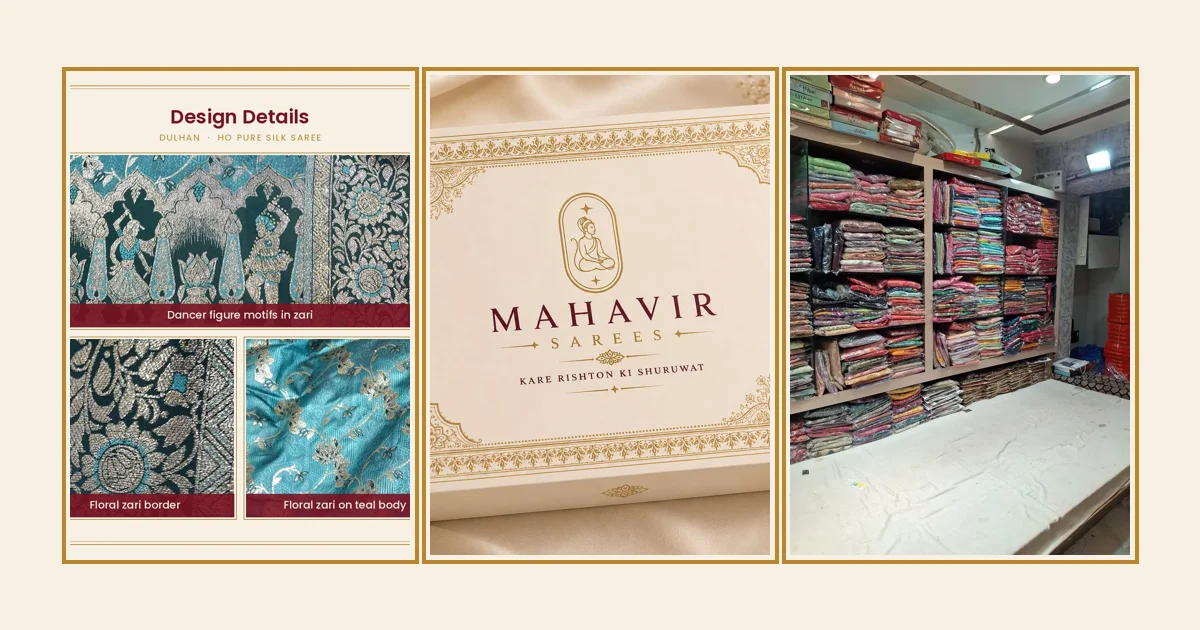 Design Details
DULHAN · HO PURE SILK SAREE
Dancer figure motifs in zari
Floral zari border
Floral zari on teal body
MAHAVIR
SAREES
KARE RISHTON KI SHURUWAT